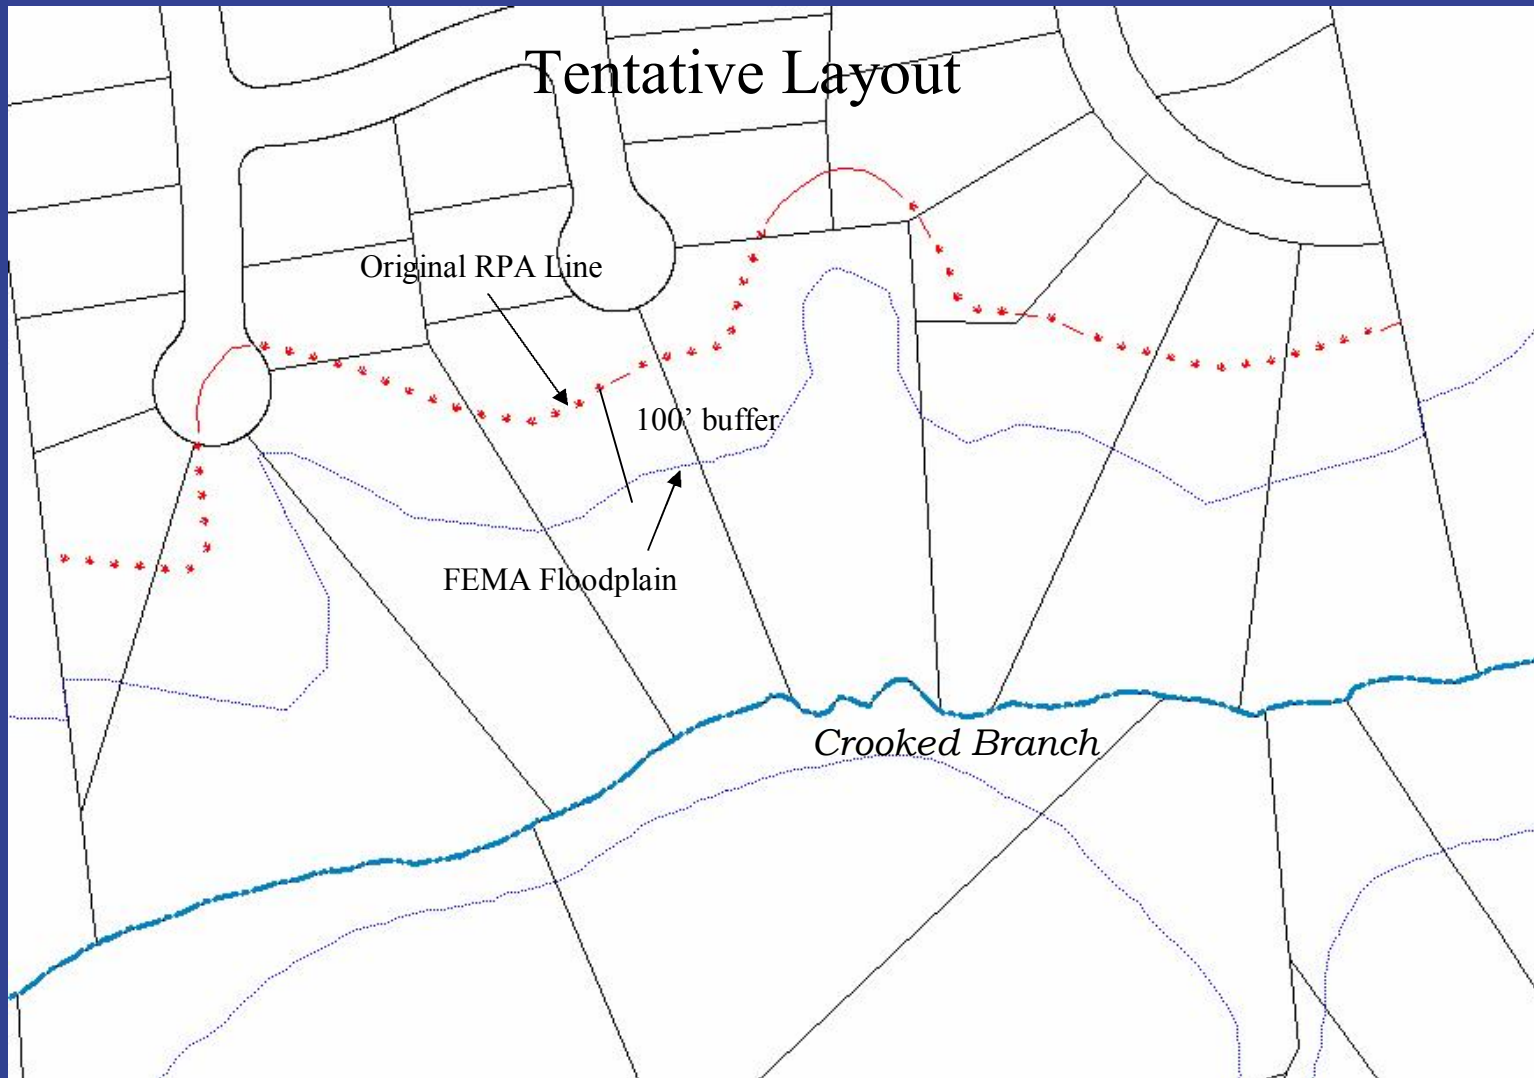 Tentative Layout
Original RPA Line
100’ buffer
FEMA Floodplain
Crooked Branch